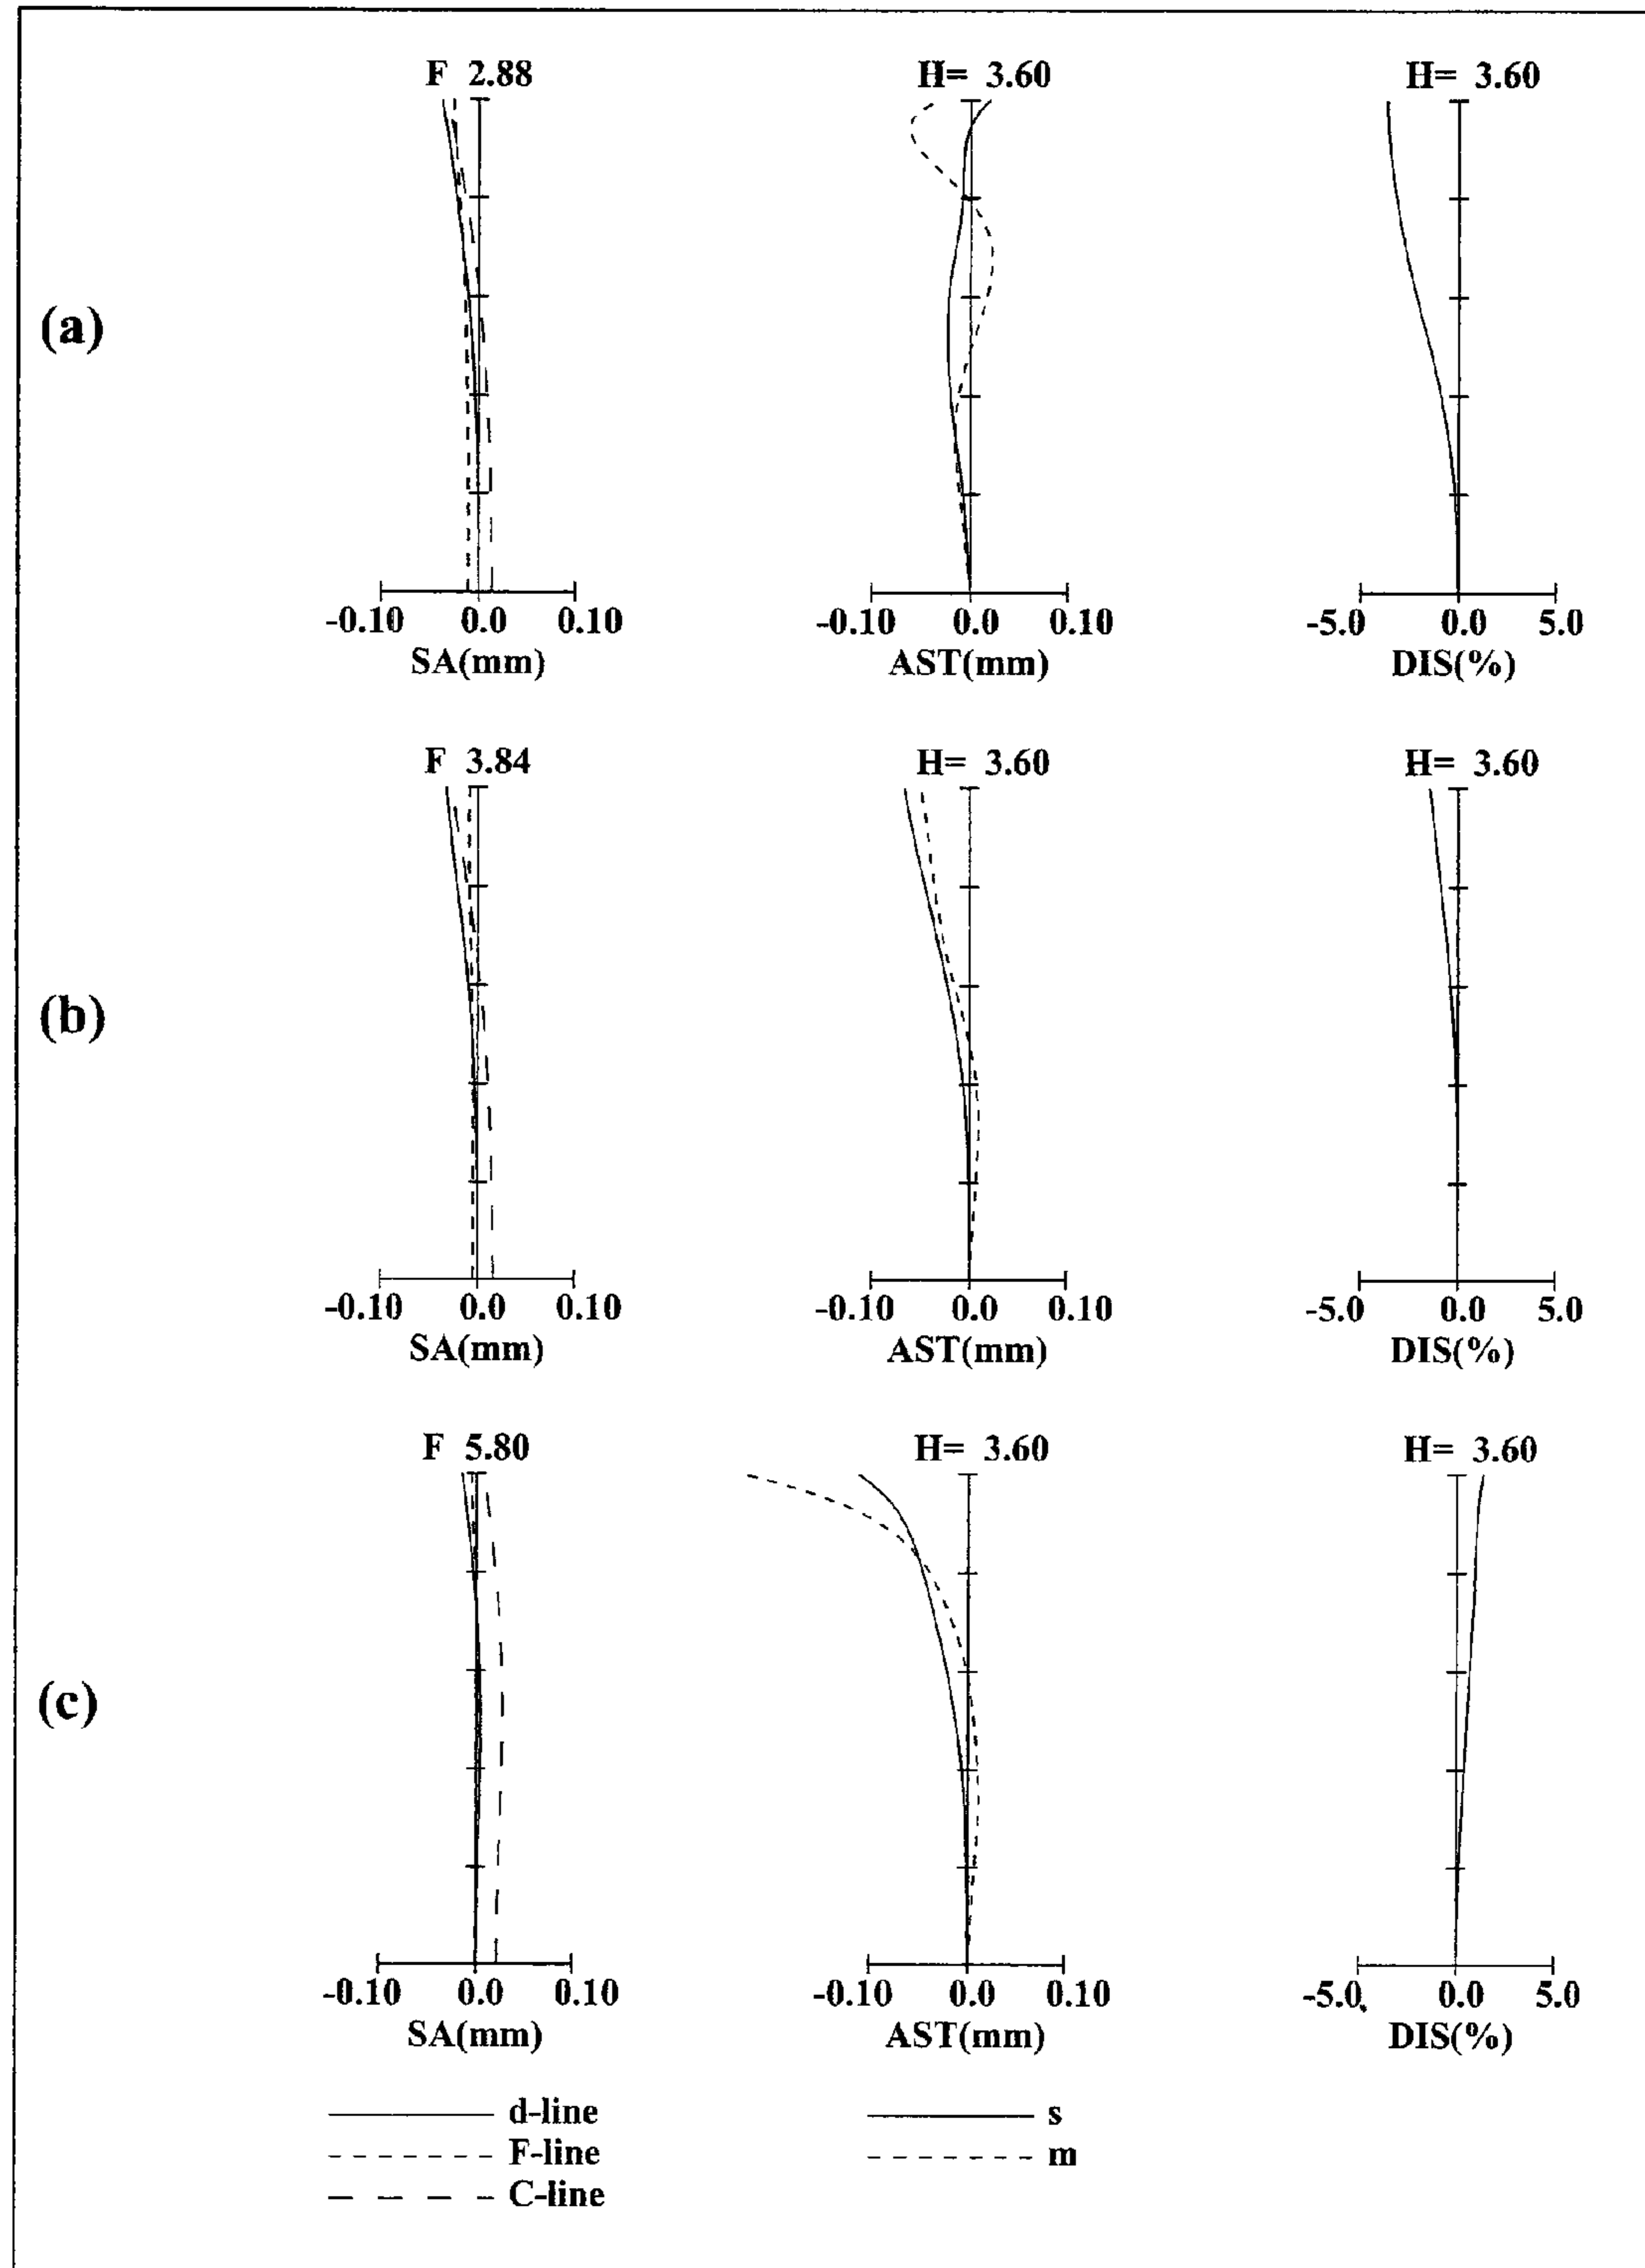 F 2.88 H= 3.60 H= 3.60
(a)
-0.10 0.0 0.10 -0.10 0.0 0.10 -5.0 0.0 5.0
SA(mm) AST(mm) DIS(%)
F 3.84 H= 3.60 H= 3.60
(b)
-0.10 0.0 0.10 -0.10 0.0 0.10 -5.0 0.0 5.0
SA(mm) AST(mm) DIS(%)
F 5.80 H= 3.60 H= 3.60
(c)
-0.10 0.0 0.10 -0.10 0.0 0.10 -5.0 0.0 5.0
SA(mm) AST(mm) DIS(%)
d-line s
F-line m
C-line